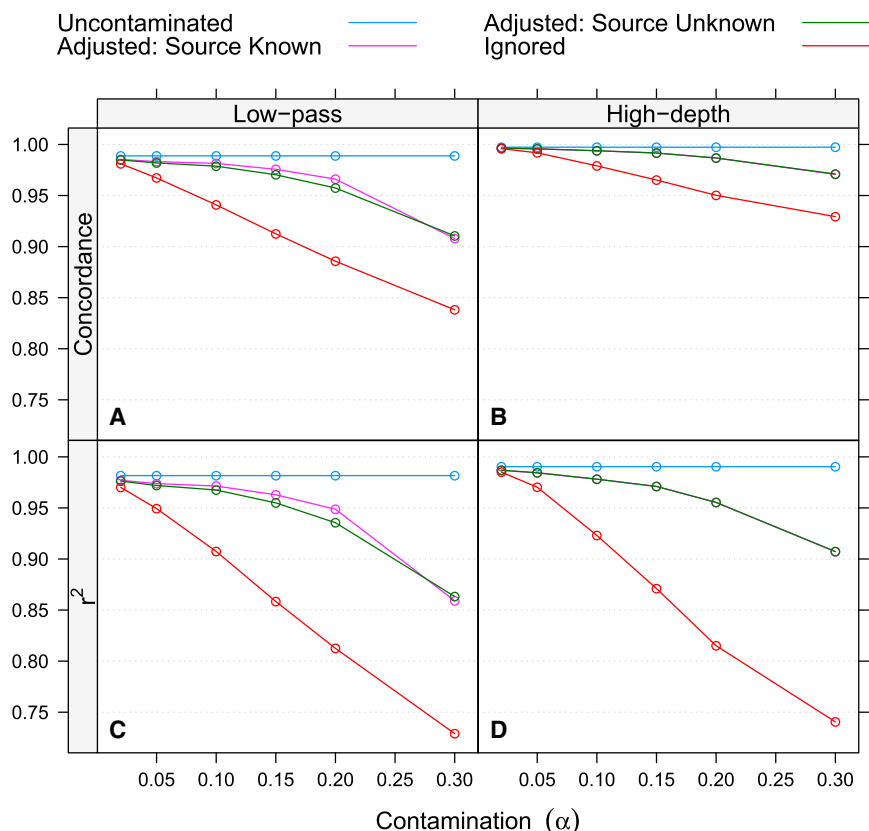 Uncontaminated
Adjusted: Source Known
Adjusted: Source Unknown
Ignored
Low−pass
High−depth
Concordance
1.00
0.95
0.90
0.85
0.80
0.75
A
B
r²
1.00
0.95
0.90
0.85
0.80
0.75
C
D
0.05 0.10 0.15 0.20 0.25 0.30
0.05 0.10 0.15 0.20 0.25 0.30
Contamination (α)